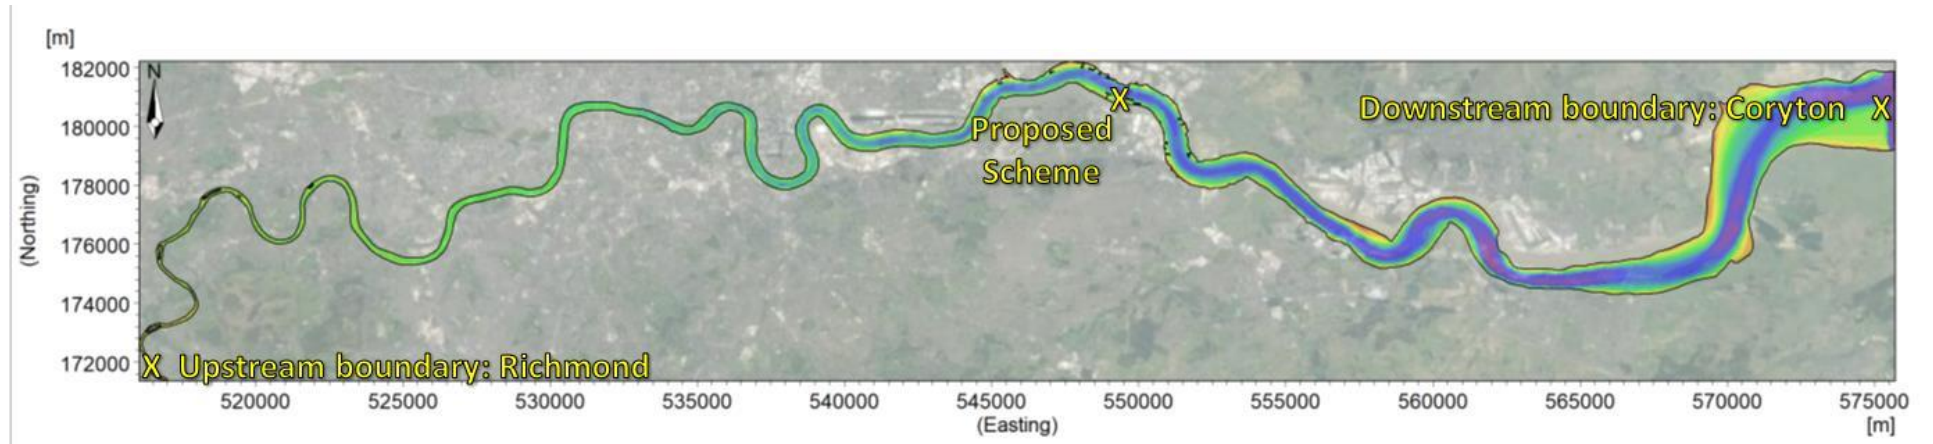 [m]
182000
180000
178000
176000
174000
172000
(Northing)
N
Proposed
Scheme
X
Downstream boundary: Coryton X
X Upstream boundary: Richmond
520000 525000 530000 535000 540000 545000 550000 555000 560000 565000 570000 575000
(Easting)
[m]